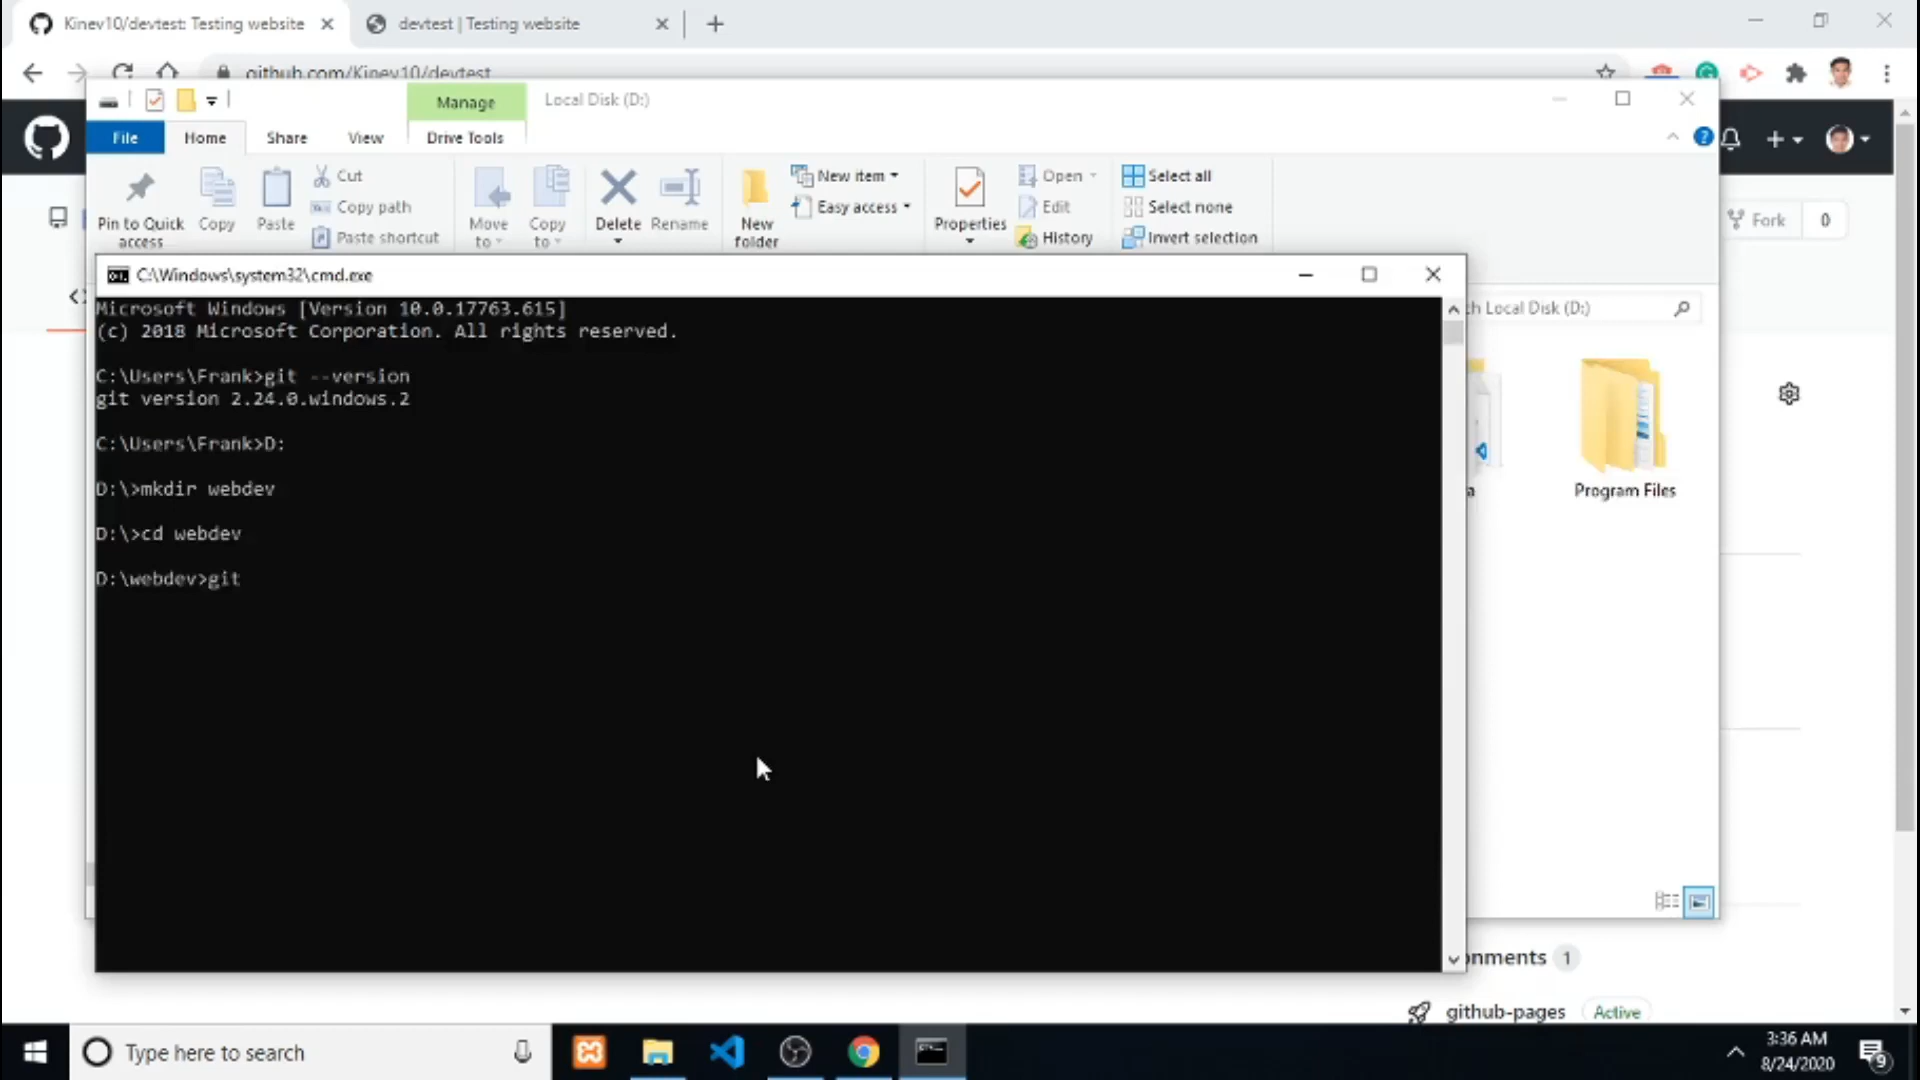 Kinev10/devtest: Testing website
devtest | Testing website
github.com/Kinev10/devtest
Manage
Local Disk (D:)
File
Home
Share
View
Drive Tools
Pin to Quick access
Copy
Paste
Cut
Copy path
Paste shortcut
Move to
Copy to
Delete
Rename
New folder
New item
Easy access
Properties
Open
Edit
History
Select all
Select none
Invert selection
Fork
0
C:\Windows\system32\cmd.exe
Microsoft Windows [Version 10.0.17763.615]
(c) 2018 Microsoft Corporation. All rights reserved.
C:\Users\Frank>git --version
git version 2.24.0.windows.2
C:\Users\Frank>D:
D:\>mkdir webdev
D:\>cd webdev
D:\webdev>git
ch Local Disk (D:)
a
Program Files
onments 1
github-pages
Active
Type here to search
3:36 AM
8/24/2020
9